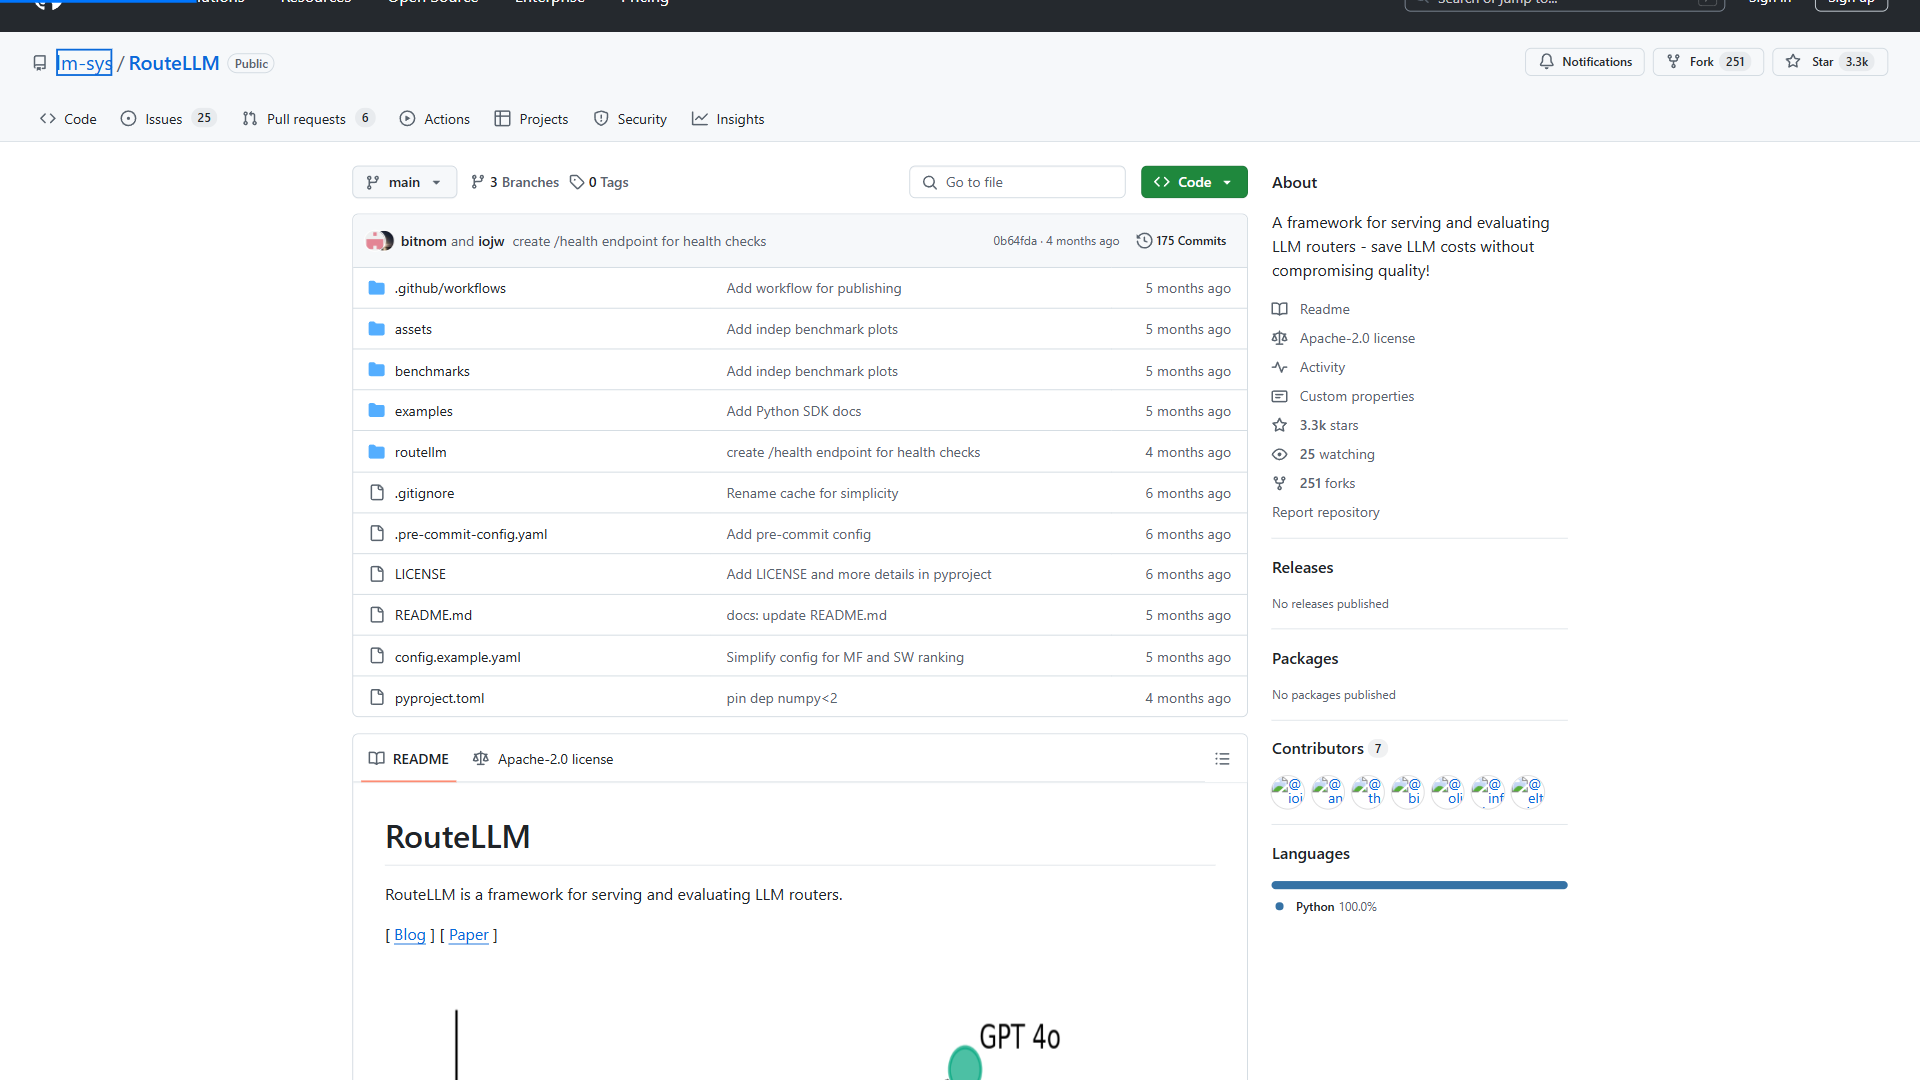 Resources
Open Source
Enterprise
Pricing
Search or jump to...
Sign in
Sign up
lm-sys / RouteLLM Public
Notifications
Fork 251
Star 3.3k
Code
Issues 25
Pull requests 6
Actions
Projects
Security
Insights
main
3 Branches
0 Tags
Go to file
Code
bitnom and iojw create /health endpoint for health checks
0b64fda · 4 months ago
175 Commits
.github/workflows Add workflow for publishing 5 months ago
assets Add indep benchmark plots 5 months ago
benchmarks Add indep benchmark plots 5 months ago
examples Add Python SDK docs 5 months ago
routellm create /health endpoint for health checks 4 months ago
.gitignore Rename cache for simplicity 6 months ago
.pre-commit-config.yaml Add pre-commit config 6 months ago
LICENSE Add LICENSE and more details in pyproject 6 months ago
README.md docs: update README.md 5 months ago
config.example.yaml Simplify config for MF and SW ranking 5 months ago
pyproject.toml pin dep numpy<2 4 months ago
README
Apache-2.0 license
RouteLLM
RouteLLM is a framework for serving and evaluating LLM routers.
[ Blog ] [ Paper ]
GPT 4o
About
A framework for serving and evaluating
LLM routers - save LLM costs without
compromising quality!
Readme
Apache-2.0 license
Activity
Custom properties
3.3k stars
25 watching
251 forks
Report repository
Releases
No releases published
Packages
No packages published
Contributors 7
@ @ @ @ @ @ @
ioj an th bi oli inf elt
Languages
Python 100.0%